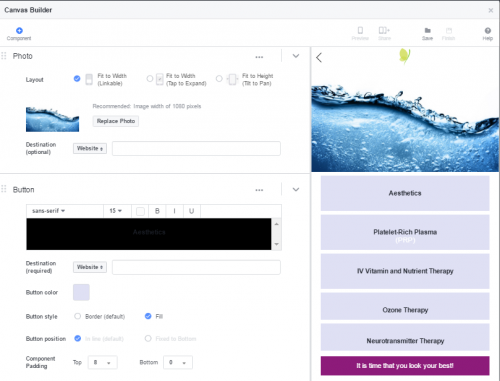 Canvas Builder
Component
Preview
Share
Save
Finish
Help
Photo
Layout
Fit to Width
(Linkable)
Fit to Width
(Tap to Expand)
Fit to Height
(Tilt to Pan)
Recommended: Image width of 1080 pixels
Replace Photo
Destination
(optional)
Website
Button
sans-serif
15
B
I
U
Aesthetics
Destination
(required)
Website
Button color
Button style
Border (default)
Fill
Button position
In line (default)
Fixed to Bottom
Component
Padding
Top
8
Bottom
0
Aesthetics
Platelet-Rich Plasma
(PRP)
IV Vitamin and Nutrient Therapy
Ozone Therapy
Neurotransmitter Therapy
It is time that you look your best!